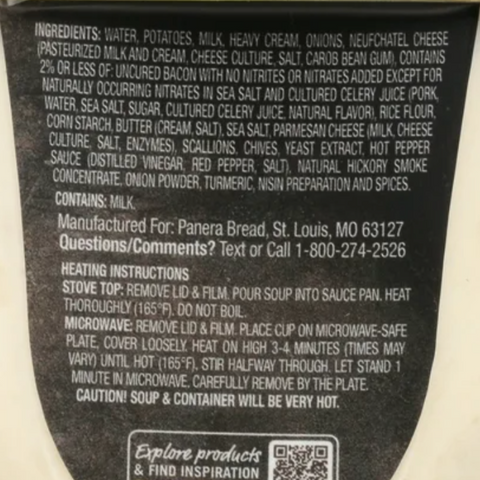 INGREDIENTS: WATER, POTATOES, MILK, HEAVY CREAM, ONIONS, NEUFCHATEL CHEESE
(PASTEURIZED MILK AND CREAM, CHEESE CULTURE, SALT, CAROB BEAN GUM), CONTAINS
2% OR LESS OF: UNCURED BACON WITH NO NITRITES OR NITRATES ADDED EXCEPT FOR
NATURALLY OCCURRING NITRATES IN SEA SALT AND CULTURED CELERY JUICE (PORK,
WATER, SEA SALT, SUGAR, CULTURED CELERY JUICE, NATURAL FLAVOR), RICE FLOUR,
CORN STARCH, BUTTER (CREAM, SALT), SEA SALT, PARMESAN CHEESE (MILK, CHEESE
CULTURE, SALT, ENZYMES), SCALLIONS, CHIVES, YEAST EXTRACT, HOT PEPPER
SAUCE (DISTILLED VINEGAR, RED PEPPER, SALT), NATURAL HICKORY SMOKE
CONCENTRATE, ONION POWDER, TURMERIC, NISIN PREPARATION AND SPICES.
CONTAINS: MILK.
Manufactured For: Panera Bread, St. Louis, MO 63127
Questions/Comments? Text or Call 1-800-274-2526
HEATING INSTRUCTIONS
STOVE TOP: REMOVE LID & FILM. POUR SOUP INTO SAUCE PAN. HEAT
THOROUGHLY (165°F). DO NOT BOIL.
MICROWAVE: REMOVE LID & FILM. PLACE CUP ON MICROWAVE-SAFE
PLATE, COVER LOOSELY. HEAT ON HIGH 3-4 MINUTES (TIMES MAY
VARY) UNTIL HOT (165°F). STIR HALFWAY THROUGH. LET STAND 1
MINUTE IN MICROWAVE. CAREFULLY REMOVE BY THE PLATE.
CAUTION! SOUP & CONTAINER WILL BE VERY HOT.
Explore products
& FIND INSPIRATION